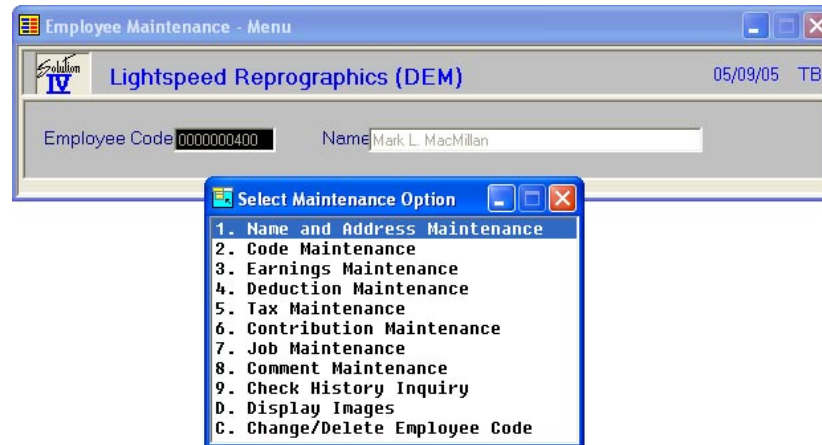 Employee Maintenance - Menu
Solution IV
Lightspeed Reprographics (DEM)
05/09/05 TB
Employee Code 0000000400 Name Mark L. MacMillan
Select Maintenance Option
1. Name and Address Maintenance
2. Code Maintenance
3. Earnings Maintenance
4. Deduction Maintenance
5. Tax Maintenance
6. Contribution Maintenance
7. Job Maintenance
8. Comment Maintenance
9. Check History Inquiry
D. Display Images
C. Change/Delete Employee Code